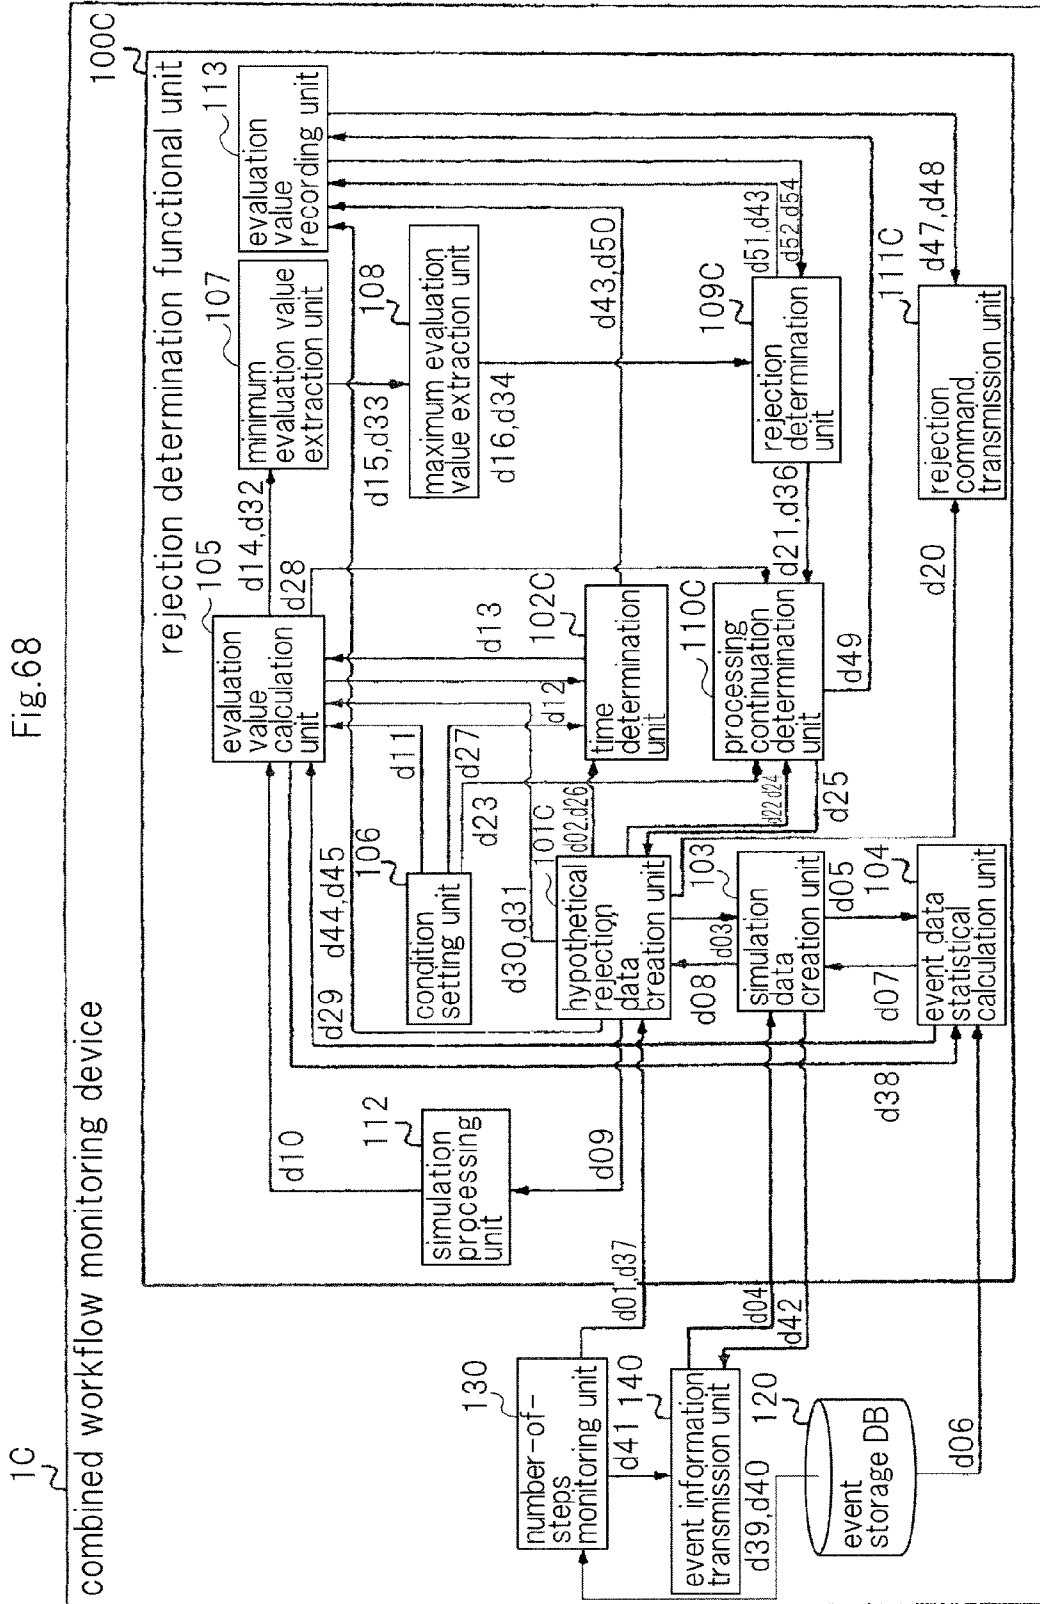 Fig.68
1C
combined workflow monitoring device
100C
rejection determination functional unit
130
number-of-
steps
monitoring unit
d41
140
event information
transmission unit
d39,d40
120
event
storage DB
d06
d01,d37
d04
d42
d10
112
simulation
processing
unit
d09
d29
d44,d45
d38
106
condition
setting unit
d11
d27
d23
d30,d31
101C
hypothetical
rejection
data
creation unit
d02,d26
d08
d03
103
simulation
data
creation unit
d05
d07
104
event data
statistical
calculation unit
105
evaluation
value
calculation
unit
d14,d32
d28
d13
d12
102C
time
determination
unit
110C
processing
continuation
determination
unit
d22,d24
d25
d49
d21,d36
d20
107
minimum
evaluation value
extraction unit
d15,d33
108
maximum evaluation
value extraction unit
d16,d34
113
evaluation
value
recording unit
d43,d50
109C
rejection
determination
unit
d51,d43
d52,d54
d47,d48
111C
rejection
command
transmission unit